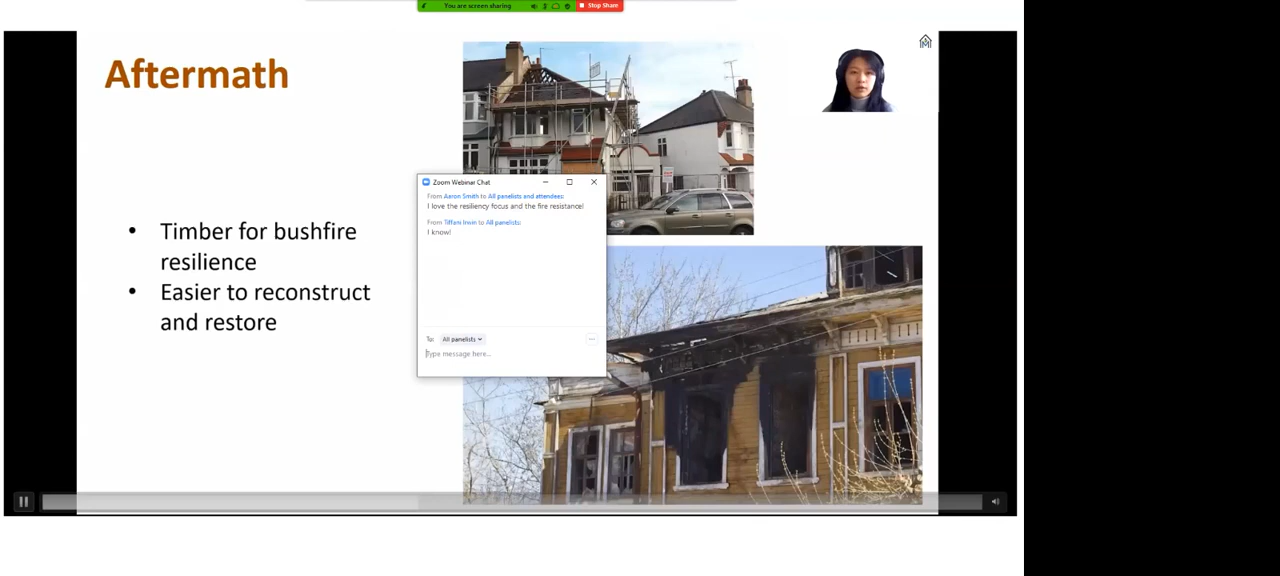 You are screen sharing
Stop Share
Aftermath
Timber for bushfire
resilience
Easier to reconstruct
and restore
Zoom Webinar Chat
From Aaron Smith to All panelists and attendees:
I love the resiliency focus and the fire resistance!
From Tiffani Irwin to All panelists:
I know!
To: All panelists
Type message here...